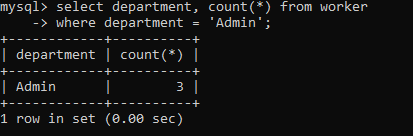 mysql> select department, count(*) from worker
    -> where department = 'Admin';
+------------+----------+
| department | count(*) |
+------------+----------+
| Admin      |        3 |
+------------+----------+
1 row in set (0.00 sec)